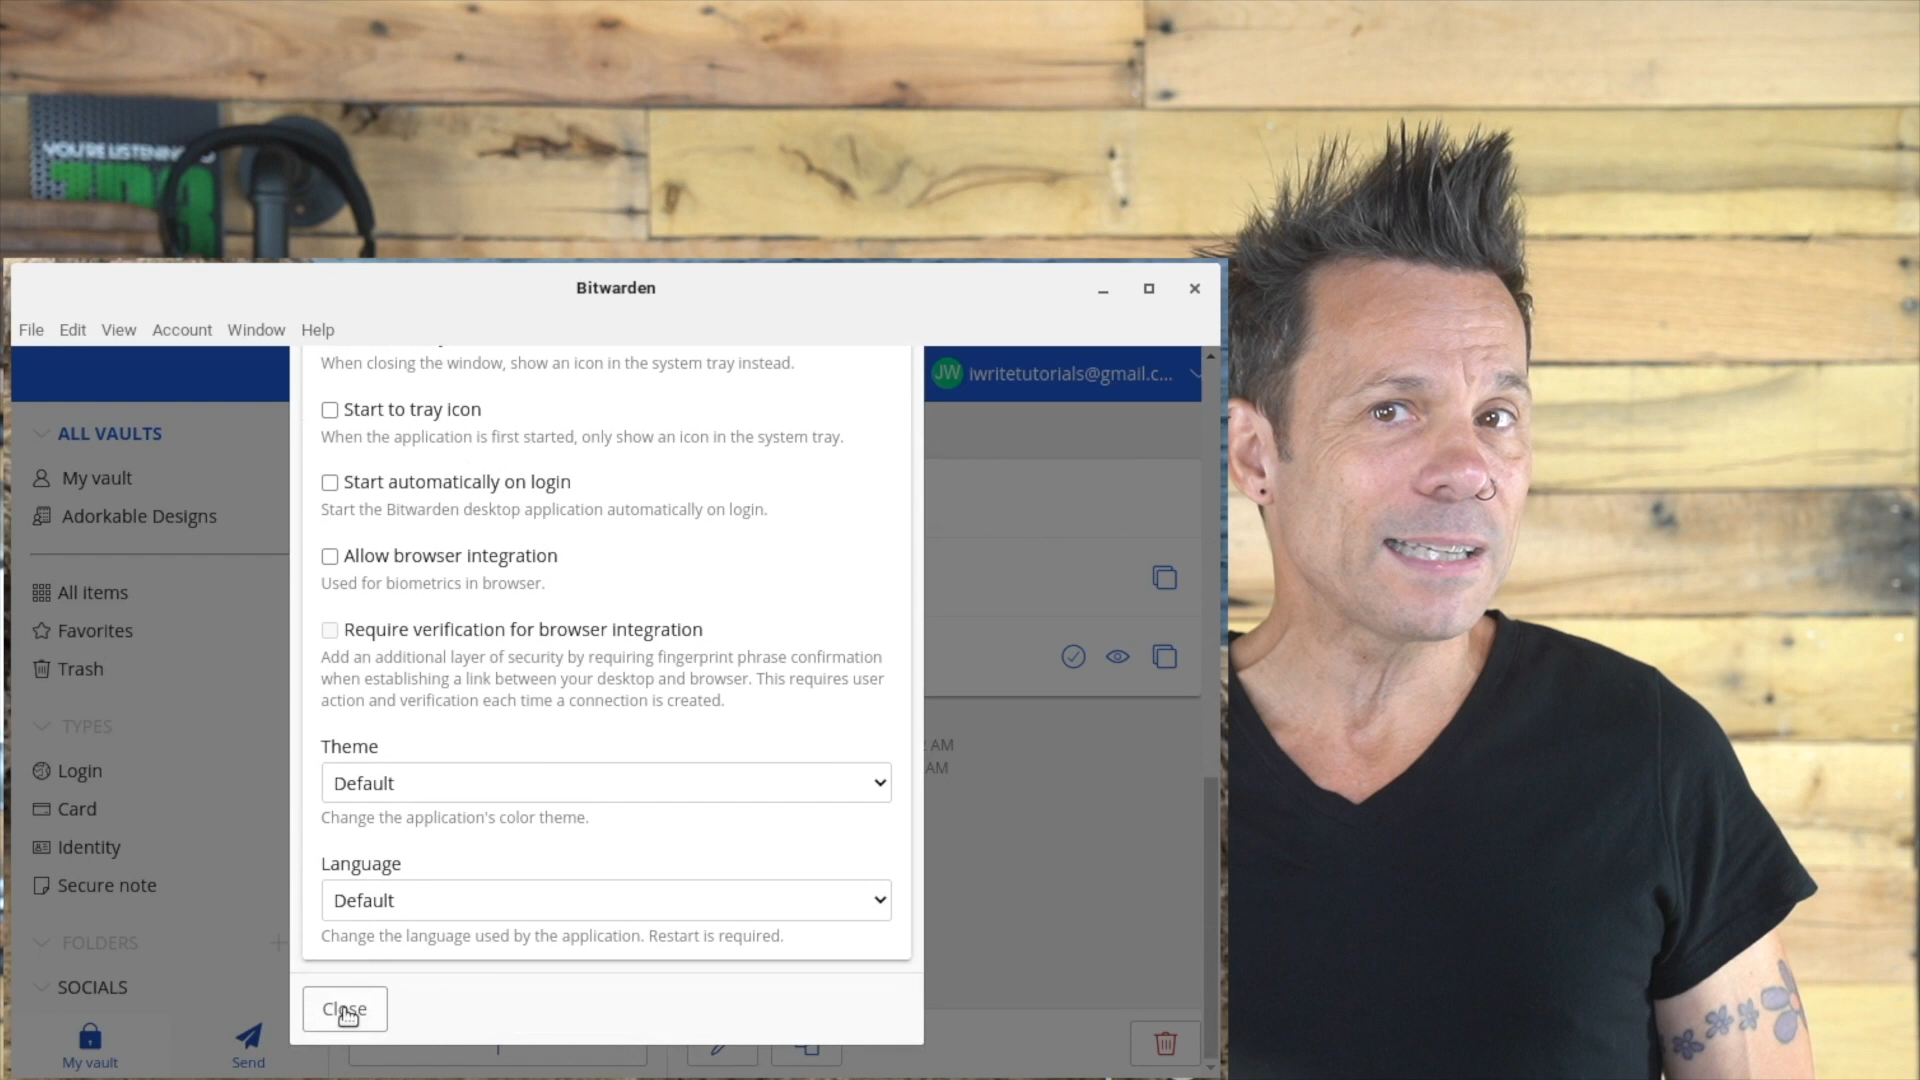 YOU'RE LISTENING TO
Bitwarden
File Edit View Account Window Help
When closing the window, show an icon in the system tray instead.
JW iwritetutorials@gmail.c...
Start to tray icon
When the application is first started, only show an icon in the system tray.
Start automatically on login
Start the Bitwarden desktop application automatically on login.
Allow browser integration
Used for biometrics in browser.
Require verification for browser integration
Add an additional layer of security by requiring fingerprint phrase confirmation
when establishing a link between your desktop and browser. This requires user
action and verification each time a connection is created.
Theme
Default
Change the application's color theme.
Language
Default
Change the language used by the application. Restart is required.
Close
ALL VAULTS
My vault
Adorkable Designs
All items
Favorites
Trash
TYPES
Login
Card
Identity
Secure note
FOLDERS
SOCIALS
My vault
Send
AM
AM